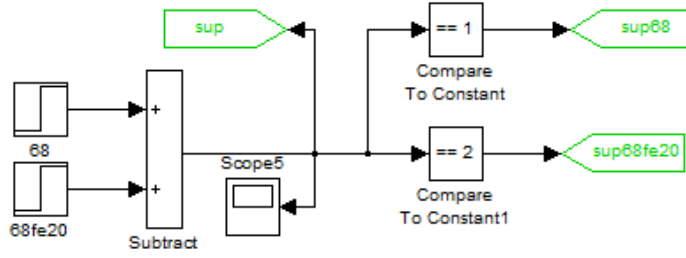 sup
== 1
sup68
Compare
To Constant
+
68
Scope5
== 2
sup68fe20
+
68fe20
Subtract
Compare
To Constant1